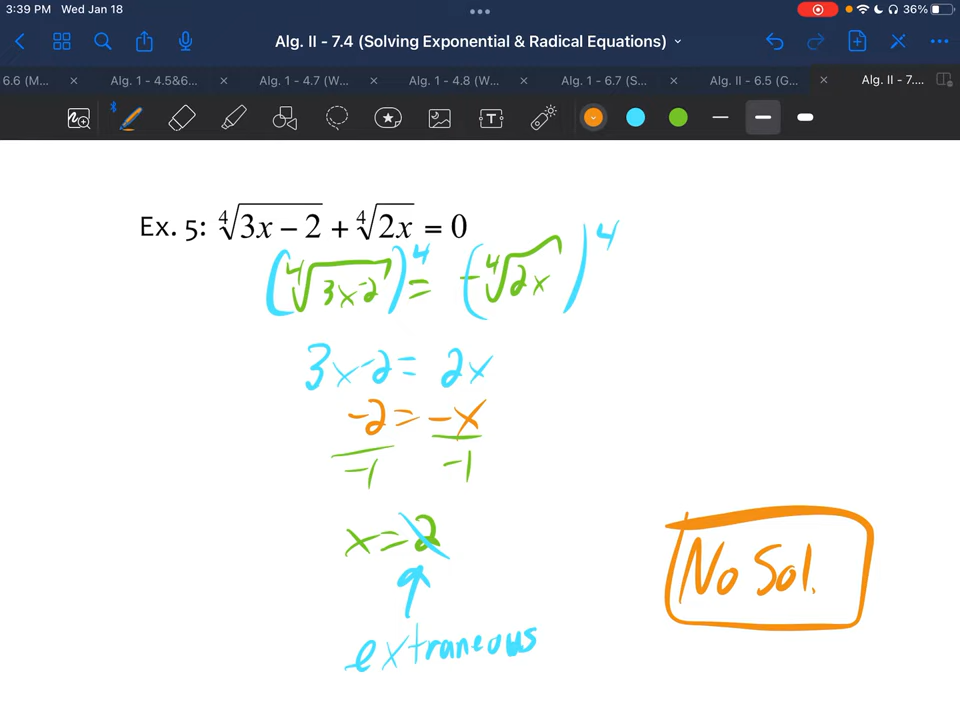 3:39 PM Wed Jan 18 36%
Alg. II - 7.4 (Solving Exponential & Radical Equations)
6.6 (M... Alg. 1 - 4.5&6... Alg. 1 - 4.7 (W... Alg. 1 - 4.8 (W... Alg. 1 - 6.7 (S... Alg. II - 6.5 (G... Alg. II - 7....
Ex. 5: ∜(3x − 2) + ∜(2x) = 0
(∜(3x-2))^4 = (-∜(2x))^4
3x-2 = 2x
-2 = -x
-1 -1
x = 2
extraneous
No Sol.